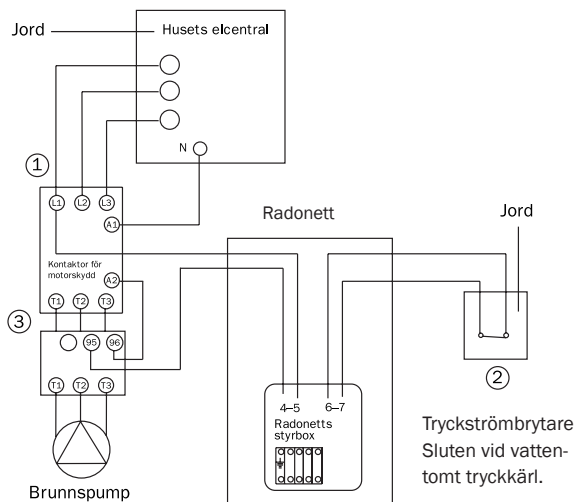 Jord
Husets elcentral
N
1
L1 L2 L3
A1
Kontaktor för
motorskydd
A2
T1 T2 T3
3
95 96
T1 T2 T3
Brunnspump
Radonett
4–5 6–7
Radonetts
styrbox
Jord
2
Tryckströmbrytare
Sluten vid vatten-
tomt tryckkärl.